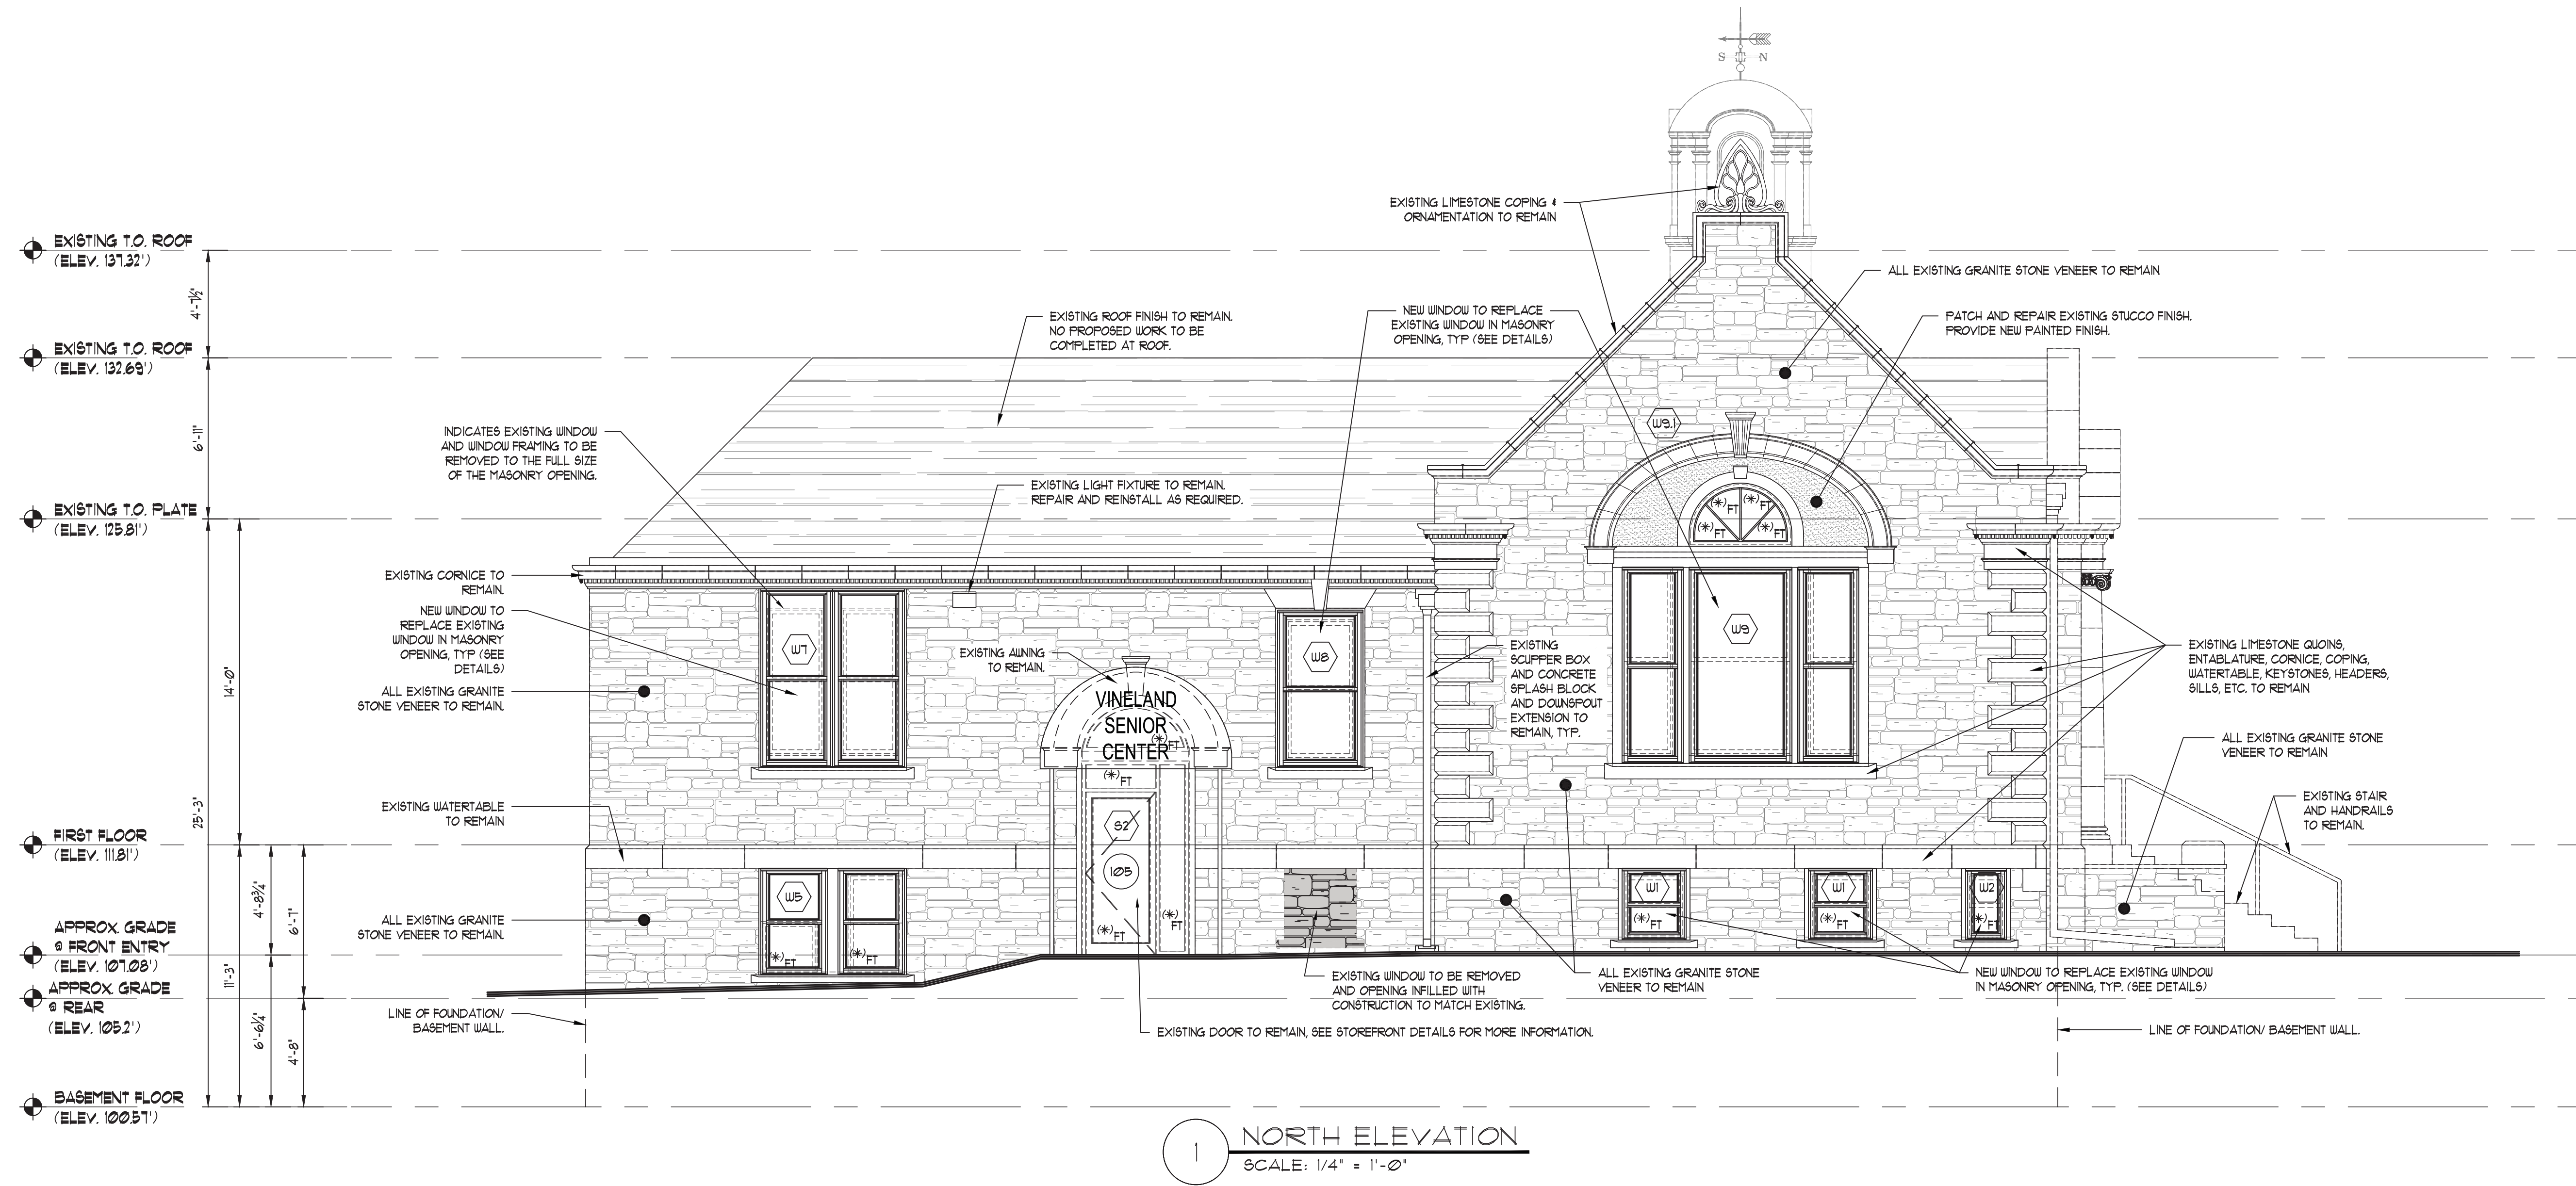 S N
EXISTING LIMESTONE COPING &
ORNAMENTATION TO REMAIN
EXISTING T.O. ROOF
(ELEV. 137.32')
4'-7½"
ALL EXISTING GRANITE STONE VENEER TO REMAIN
EXISTING ROOF FINISH TO REMAIN.
NO PROPOSED WORK TO BE
COMPLETED AT ROOF.
NEW WINDOW TO REPLACE
EXISTING WINDOW IN MASONRY
OPENING, TYP (SEE DETAILS)
PATCH AND REPAIR EXISTING STUCCO FINISH.
PROVIDE NEW PAINTED FINISH.
EXISTING T.O. ROOF
(ELEV. 132.69')
6'-11"
INDICATES EXISTING WINDOW
AND WINDOW FRAMING TO BE
REMOVED TO THE FULL SIZE
OF THE MASONRY OPENING.
W9.1
EXISTING LIGHT FIXTURE TO REMAIN.
REPAIR AND REINSTALL AS REQUIRED.
(*)FT (*)FT
(*)FT (*)FT
EXISTING T.O. PLATE
(ELEV. 125.81')
EXISTING CORNICE TO
REMAIN.
NEW WINDOW TO
REPLACE EXISTING
WINDOW IN MASONRY
OPENING, TYP (SEE
DETAILS)
W7
W8
W9
EXISTING AWNING
TO REMAIN.
EXISTING
SCUPPER BOX
AND CONCRETE
SPLASH BLOCK
AND DOWNSPOUT
EXTENSION TO
REMAIN, TYP.
EXISTING LIMESTONE QUOINS,
ENTABLATURE, CORNICE, COPING,
WATERTABLE, KEYSTONES, HEADERS,
SILLS, ETC. TO REMAIN
14'-0"
ALL EXISTING GRANITE
STONE VENEER TO REMAIN.
VINELAND
SENIOR
CENTER
(*)FT
ALL EXISTING GRANITE STONE
VENEER TO REMAIN
(*)FT
25'-3"
EXISTING WATERTABLE
TO REMAIN
S2
EXISTING STAIR
AND HANDRAILS
TO REMAIN.
FIRST FLOOR
(ELEV. 111.81')
105
4'-8¾"
6'-7"
W5
W1
W1
W2
ALL EXISTING GRANITE
STONE VENEER TO REMAIN.
(*)FT
(*)FT
(*)FT
(*)FT
(*)FT
(*)FT
(*)FT
APPROX. GRADE
@ FRONT ENTRY
(ELEV. 107.08')
11'-3"
APPROX. GRADE
@ REAR
(ELEV. 105.2')
EXISTING WINDOW TO BE REMOVED
AND OPENING INFILLED WITH
CONSTRUCTION TO MATCH EXISTING.
ALL EXISTING GRANITE STONE
VENEER TO REMAIN
NEW WINDOW TO REPLACE EXISTING WINDOW
IN MASONRY OPENING, TYP. (SEE DETAILS)
LINE OF FOUNDATION/
BASEMENT WALL.
6'-6¼"
4'-8"
EXISTING DOOR TO REMAIN, SEE STOREFRONT DETAILS FOR MORE INFORMATION.
LINE OF FOUNDATION/ BASEMENT WALL.
BASEMENT FLOOR
(ELEV. 100.57')
1
NORTH ELEVATION
SCALE: 1/4" = 1'-0"